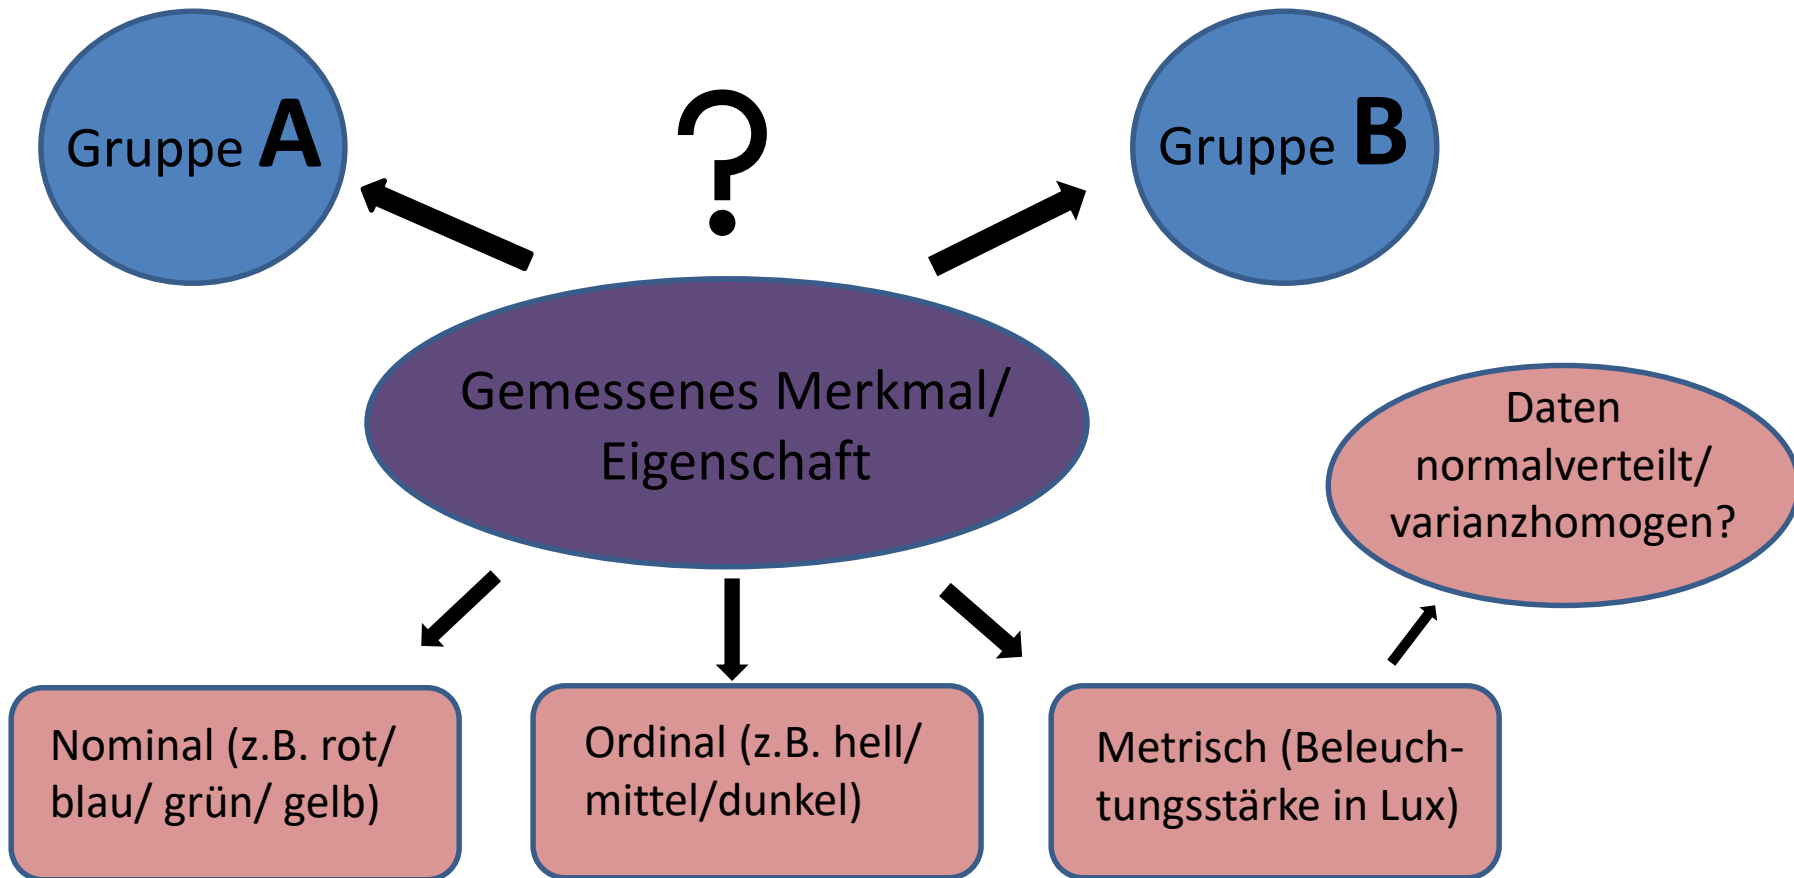 Gruppe A
?
Gruppe B
Gemessenes Merkmal/
Eigenschaft
Daten
normalverteilt/
varianzhomogen?
Nominal (z.B. rot/
blau/ grün/ gelb)
Ordinal (z.B. hell/
mittel/dunkel)
Metrisch (Beleuch-
tungsstärke in Lux)